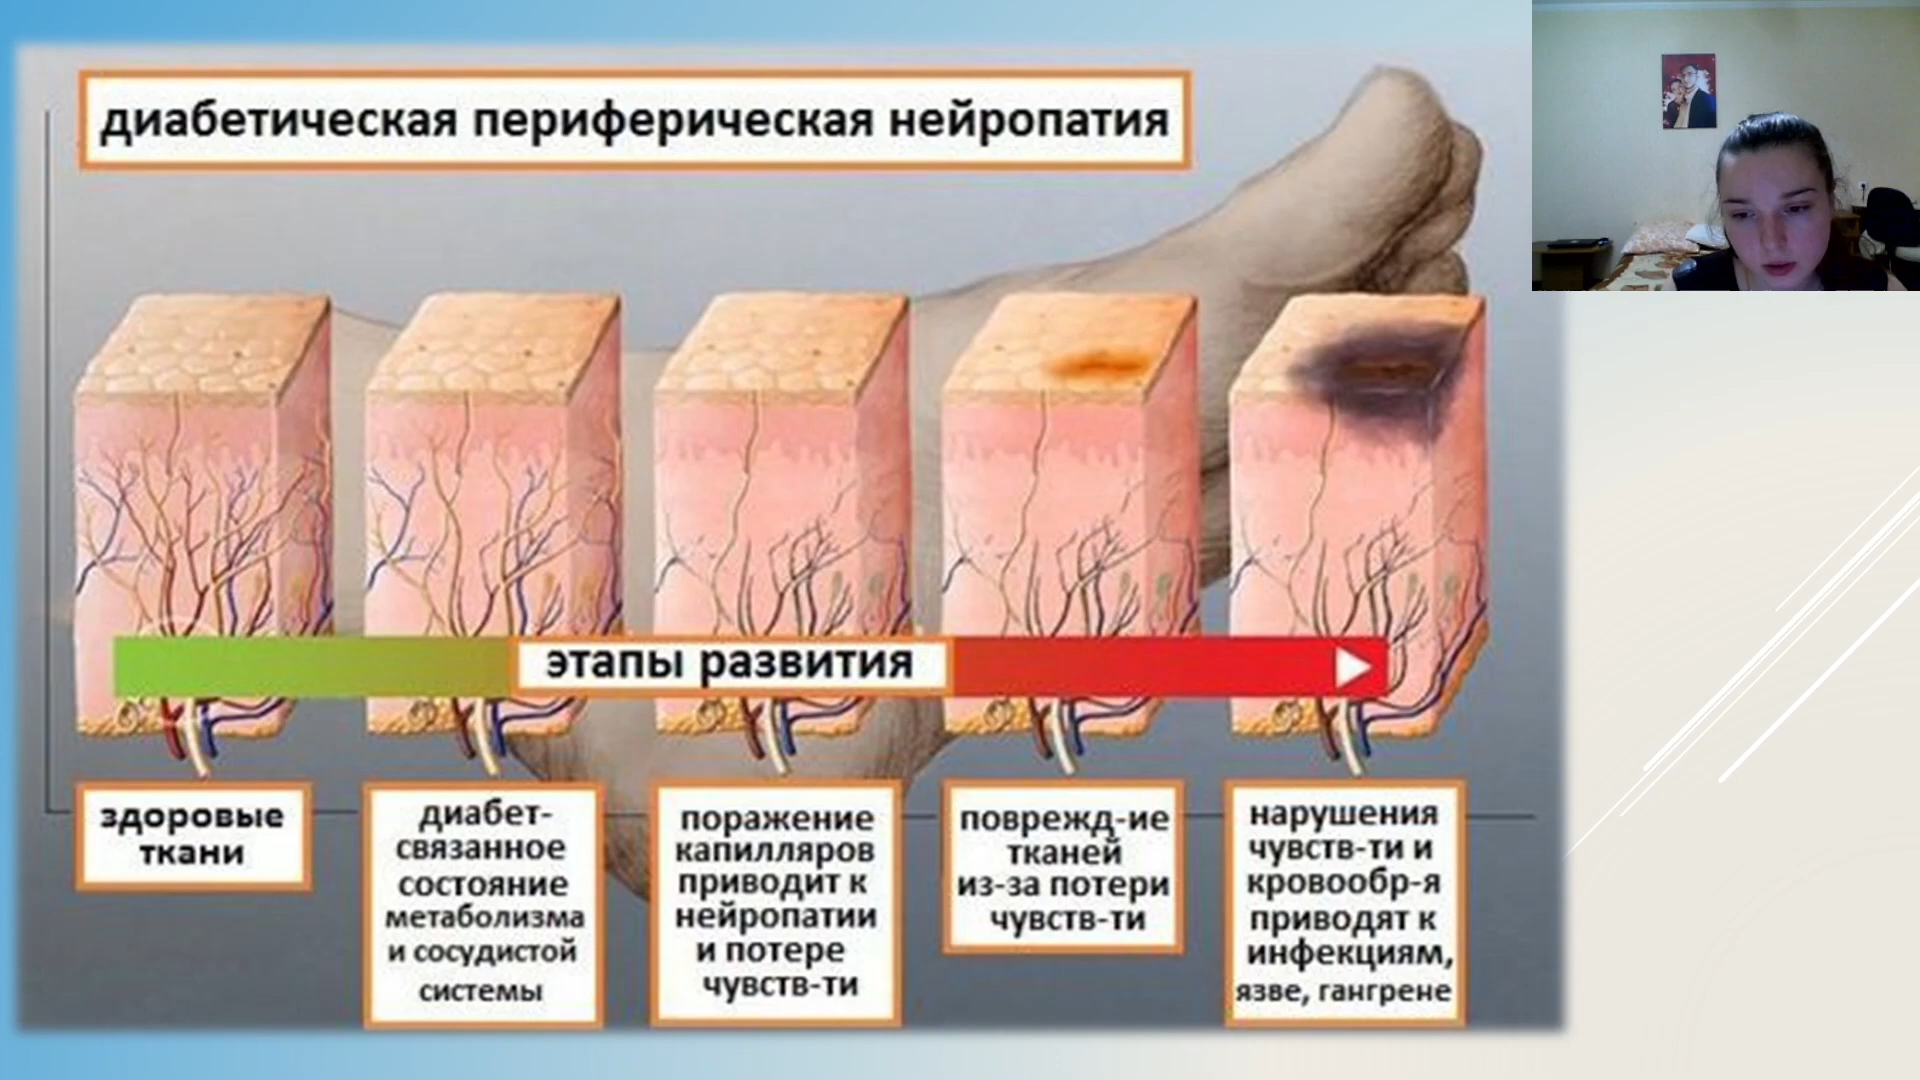 диабетическая периферическая нейропатия
этапы развития
здоровые
ткани
диабет-
связанное
состояние
метаболизма
и сосудистой
системы
поражение
капилляров
приводит к
нейропатии
и потере
чувств-ти
поврежд-ие
тканей
из-за потери
чувств-ти
нарушения
чувств-ти и
кровообр-я
приводят к
инфекциям,
язве, гангрене